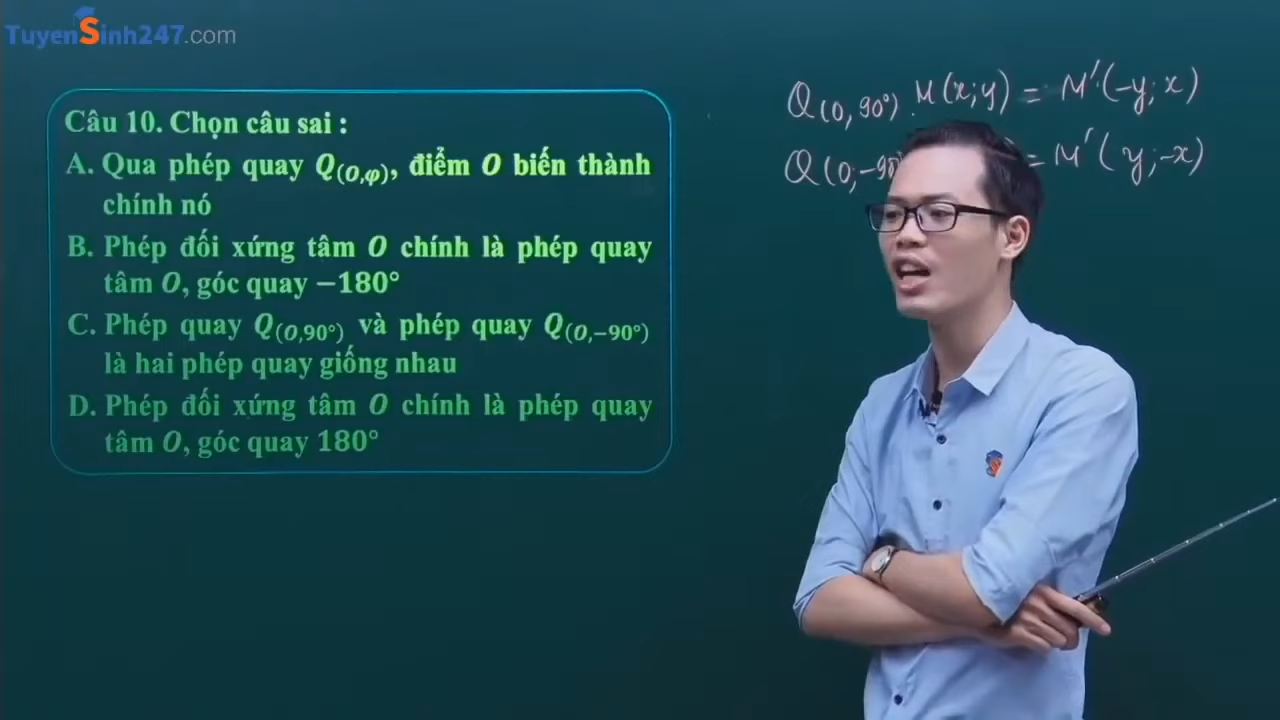 TuyenSinh247.com
Câu 10. Chọn câu sai :
A. Qua phép quay Q(O,φ), điểm O biến thành
chính nó
B. Phép đối xứng tâm O chính là phép quay
tâm O, góc quay −180°
C. Phép quay Q(O,90°) và phép quay Q(O,−90°)
là hai phép quay giống nhau
D. Phép đối xứng tâm O chính là phép quay
tâm O, góc quay 180°
Q(O, 90°) M(x;y) = M'(-y; x)
Q(O;-90° = M'(y;-x)